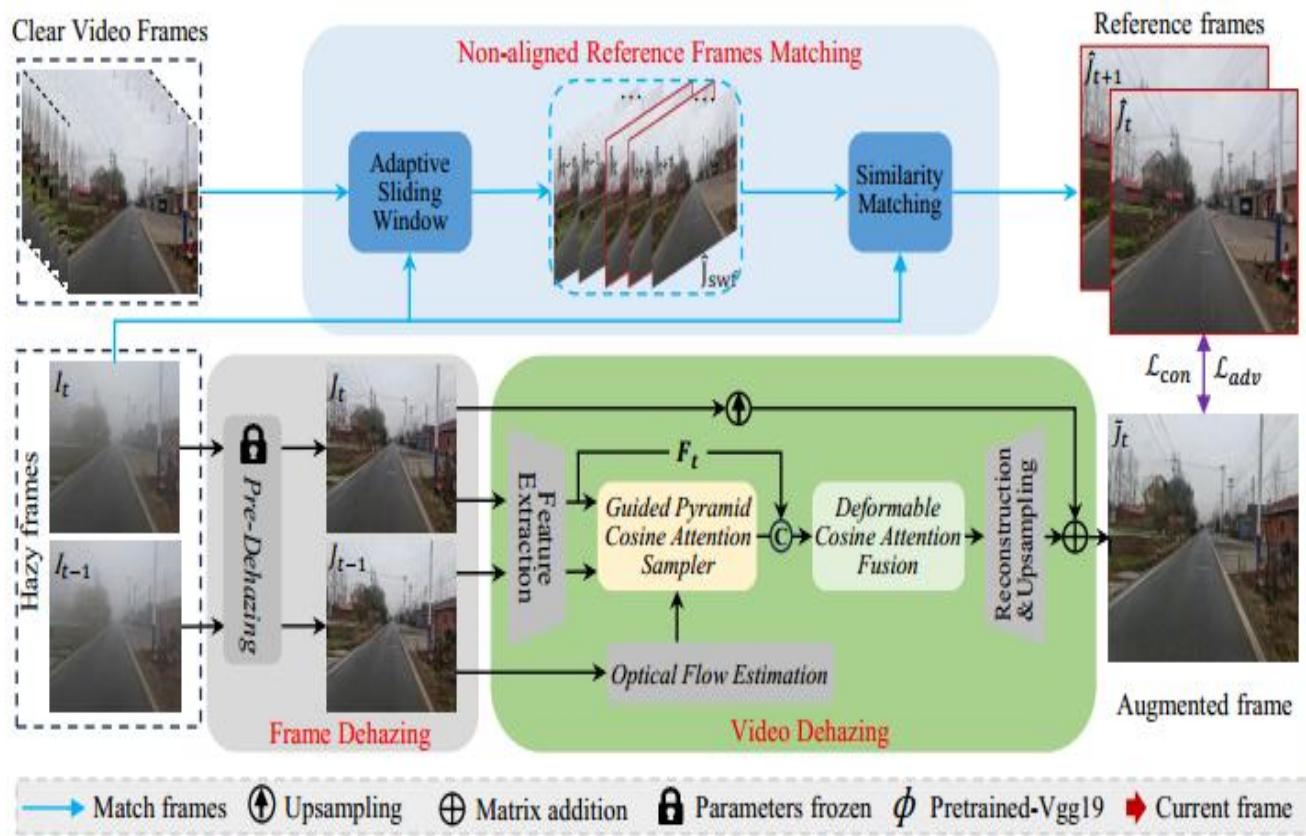 Clear Video Frames
Non-aligned Reference Frames Matching
Reference frames
Adaptive
Sliding
Window
... ...
Ĵswf
Similarity
Matching
Ĵt+1
Ĵt
ℒcon ℒadv
Hazy frames
It
It−1
Pre-Dehazing
Jt
Jt−1
Frame Dehazing
Feature
Extraction
Ft
Guided Pyramid
Cosine Attention
Sampler
C
Deformable
Cosine Attention
Fusion
Reconstruction
& Upsampling
Optical Flow Estimation
Video Dehazing
J̃t
Augmented frame
Match frames
Upsampling
Matrix addition
Parameters frozen
ϕ Pretrained-Vgg19
Current frame